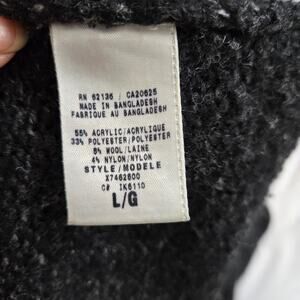 RN 62136 / CA20625
MADE IN BANGLADESH
FABRIQUE AU BANGLADESH
55% ACRYLIC/ACRYLIQUE
33% POLYESTER/POLYESTER
8% WOOL/LAINE
4% NYLON/NYLON
STYLE/MODELE
X7462600
C# IK6110
L/G